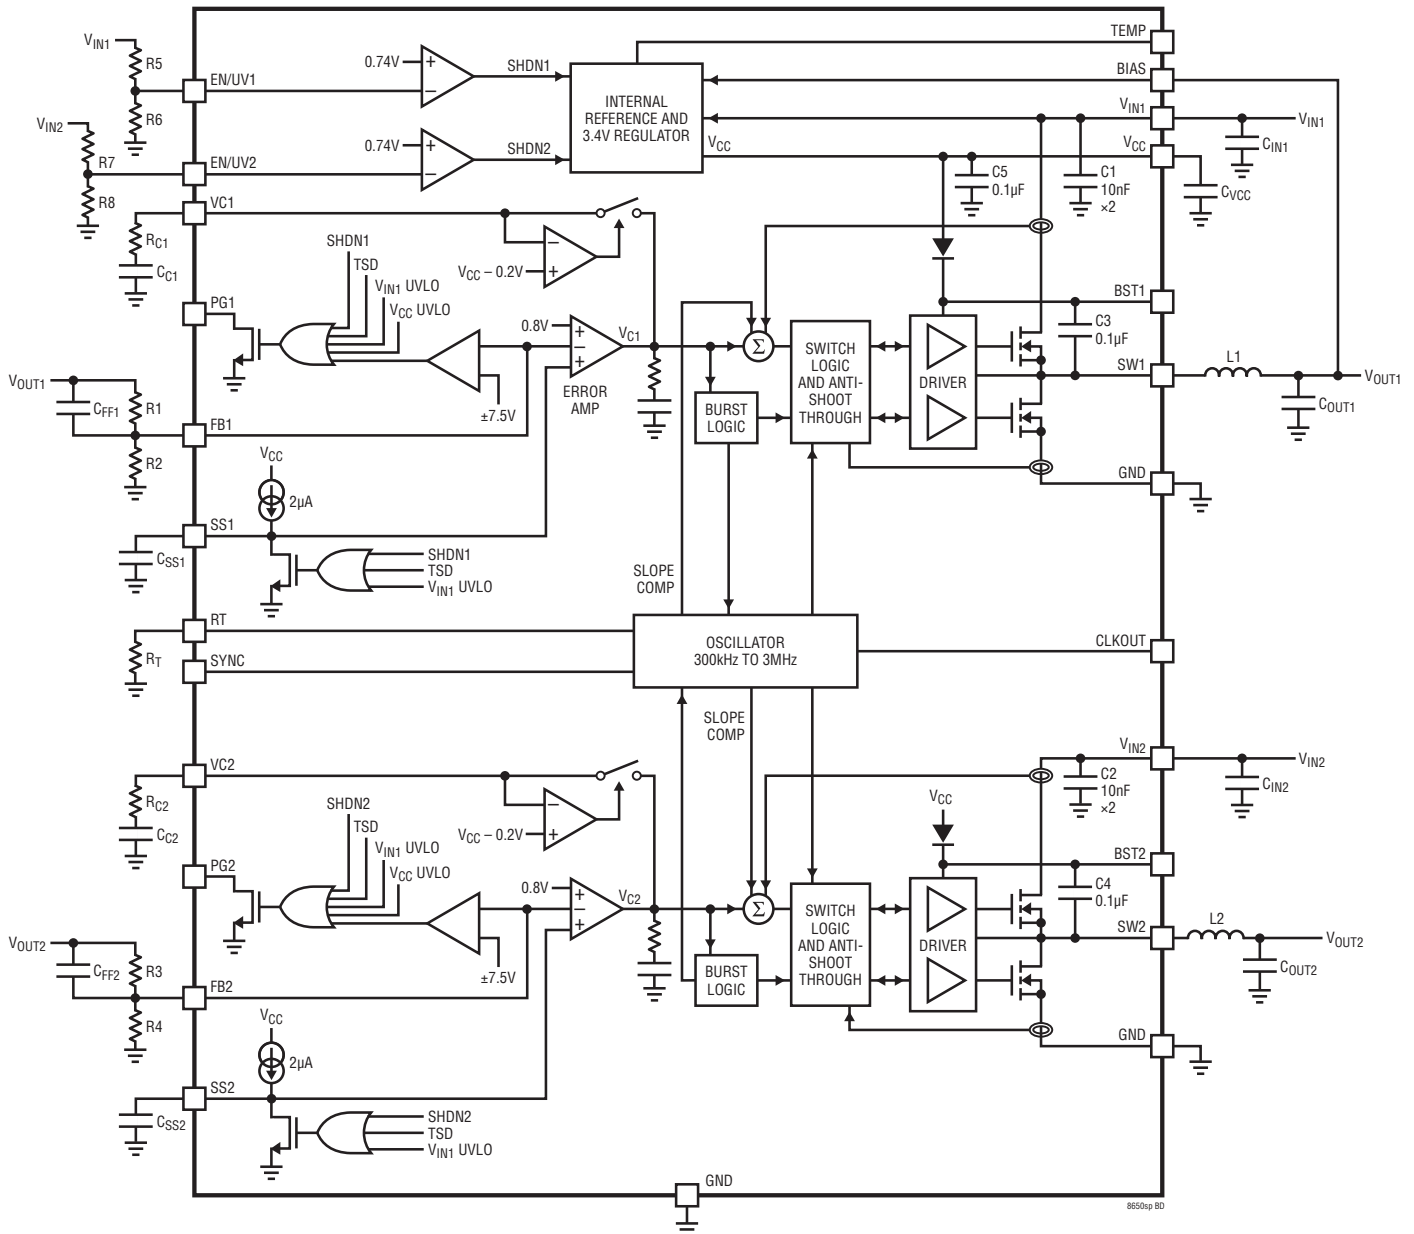 TEMP
VIN1
R5
0.74V
SHDN1
BIAS
EN/UV1
INTERNAL
REFERENCE AND
3.4V REGULATOR
VIN1
VIN1
R6
VIN2
CIN1
0.74V
SHDN2
VCC
VCC
R7
EN/UV2
C5
0.1µF
C1
10nF
×2
CVCC
R8
VC1
RC1
SHDN1
TSD
VCC – 0.2V
CC1
VIN1 UVLO
VCC UVLO
PG1
BST1
0.8V
VC1
C3
0.1µF
Σ
SWITCH
LOGIC
AND ANTI-
SHOOT
THROUGH
L1
SW1
VOUT1
DRIVER
VOUT1
ERROR
AMP
CFF1
R1
BURST
LOGIC
COUT1
±7.5V
FB1
R2
VCC
GND
2µA
SS1
CSS1
SHDN1
TSD
VIN1 UVLO
SLOPE
COMP
RT
OSCILLATOR
300kHz TO 3MHz
CLKOUT
RT
SYNC
SLOPE
COMP
VIN2
VIN2
VC2
C2
10nF
×2
CIN2
RC2
SHDN2
VCC
TSD
CC2
VCC – 0.2V
VIN1 UVLO
BST2
PG2
VCC UVLO
0.8V
VC2
C4
0.1µF
Σ
SWITCH
LOGIC
AND ANTI-
SHOOT
THROUGH
L2
SW2
VOUT2
DRIVER
VOUT2
CFF2
R3
±7.5V
BURST
LOGIC
COUT2
FB2
R4
VCC
GND
2µA
SS2
CSS2
SHDN2
TSD
VIN1 UVLO
GND
8650sp BD